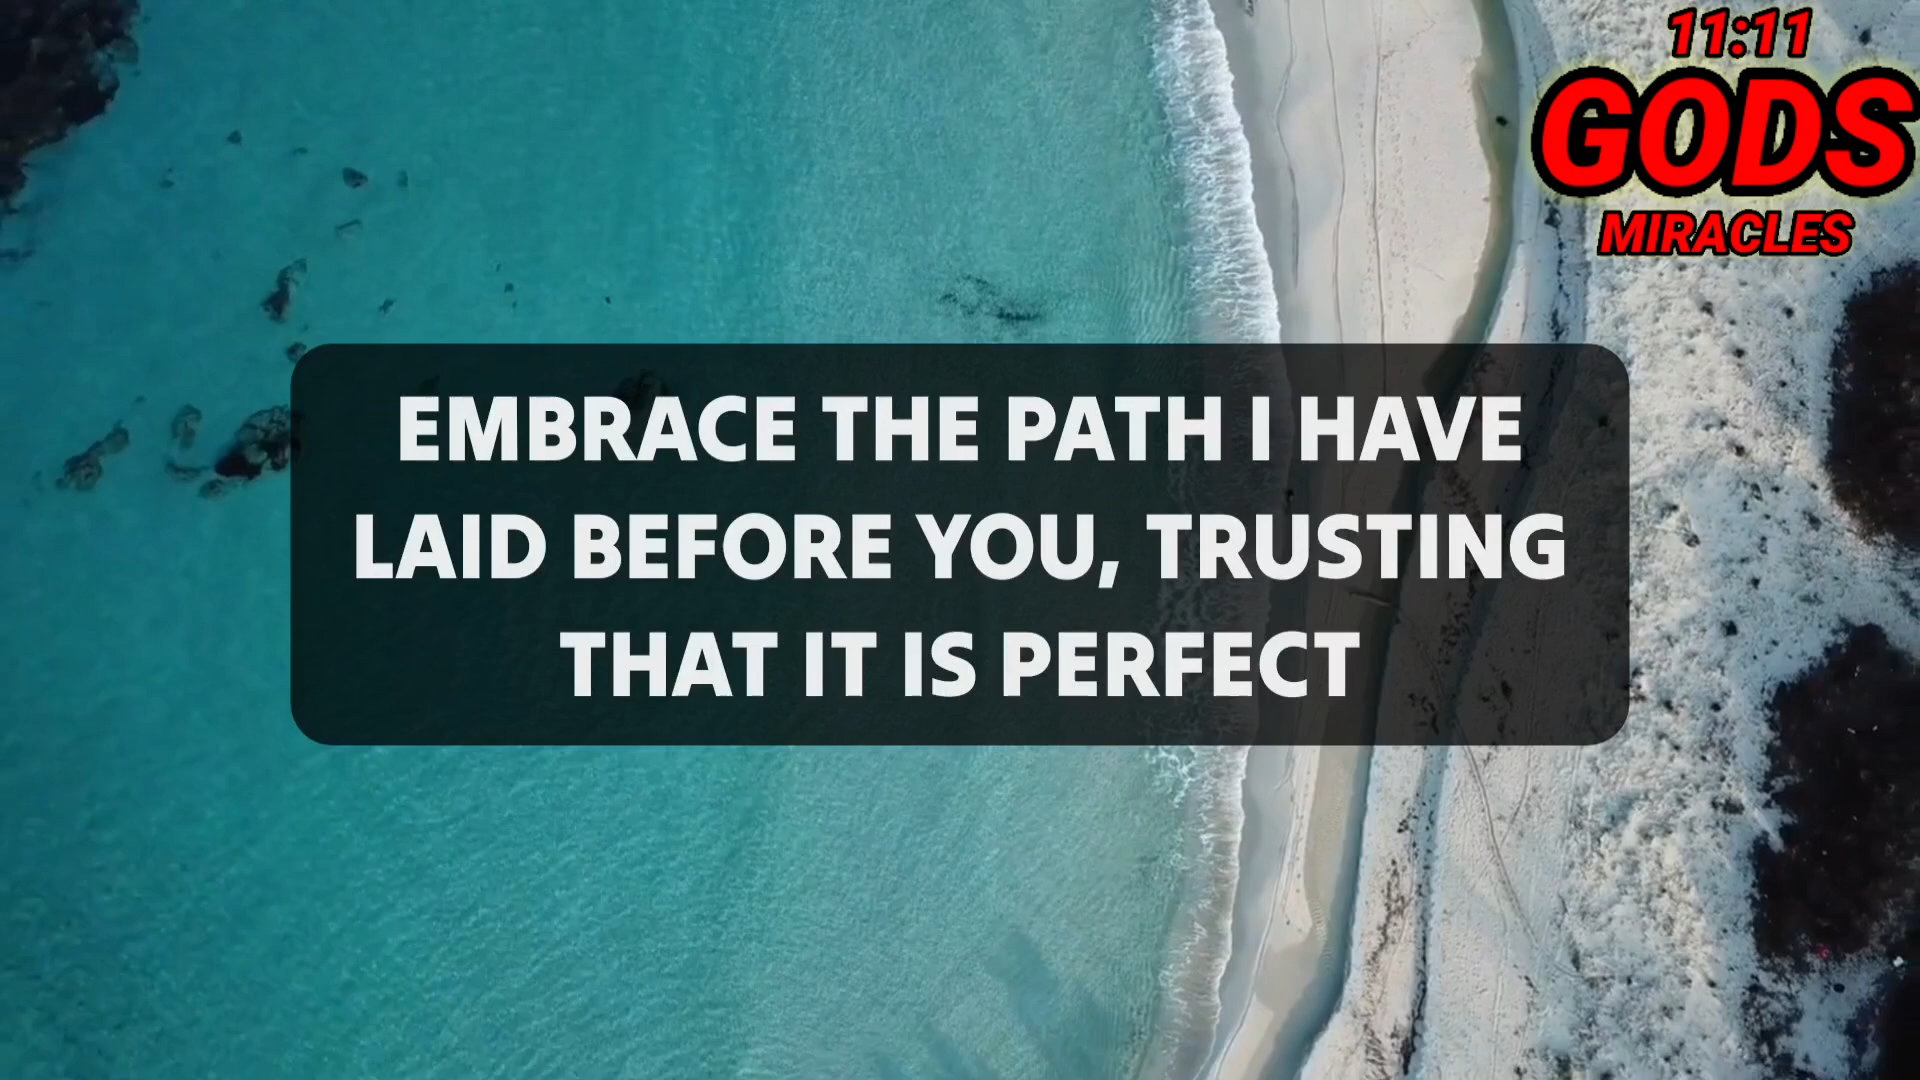 11:11
GODS
MIRACLES
EMBRACE THE PATH I HAVE
LAID BEFORE YOU, TRUSTING
THAT IT IS PERFECT